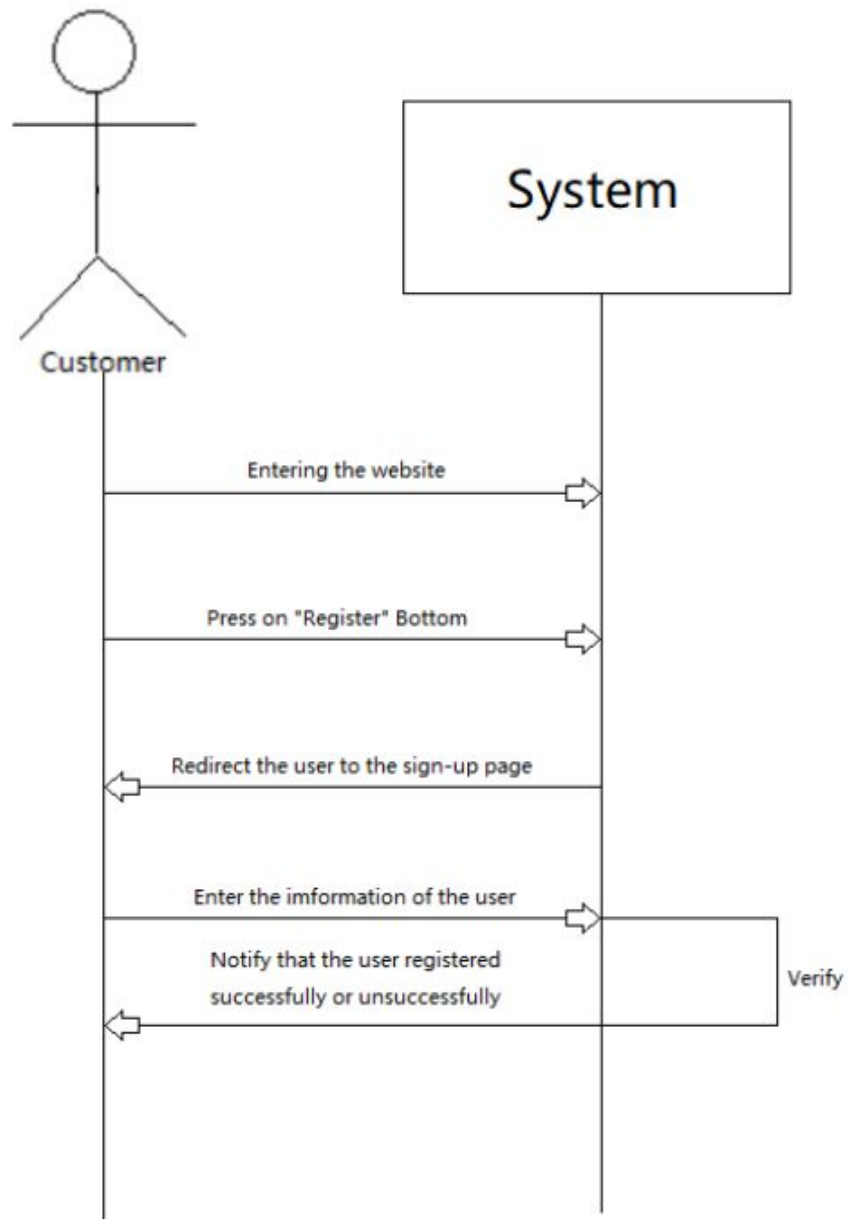 System
Customer
Entering the website
Press on "Register" Bottom
Redirect the user to the sign-up page
Enter the imformation of the user
Notify that the user registered
successfully or unsuccessfully
Verify